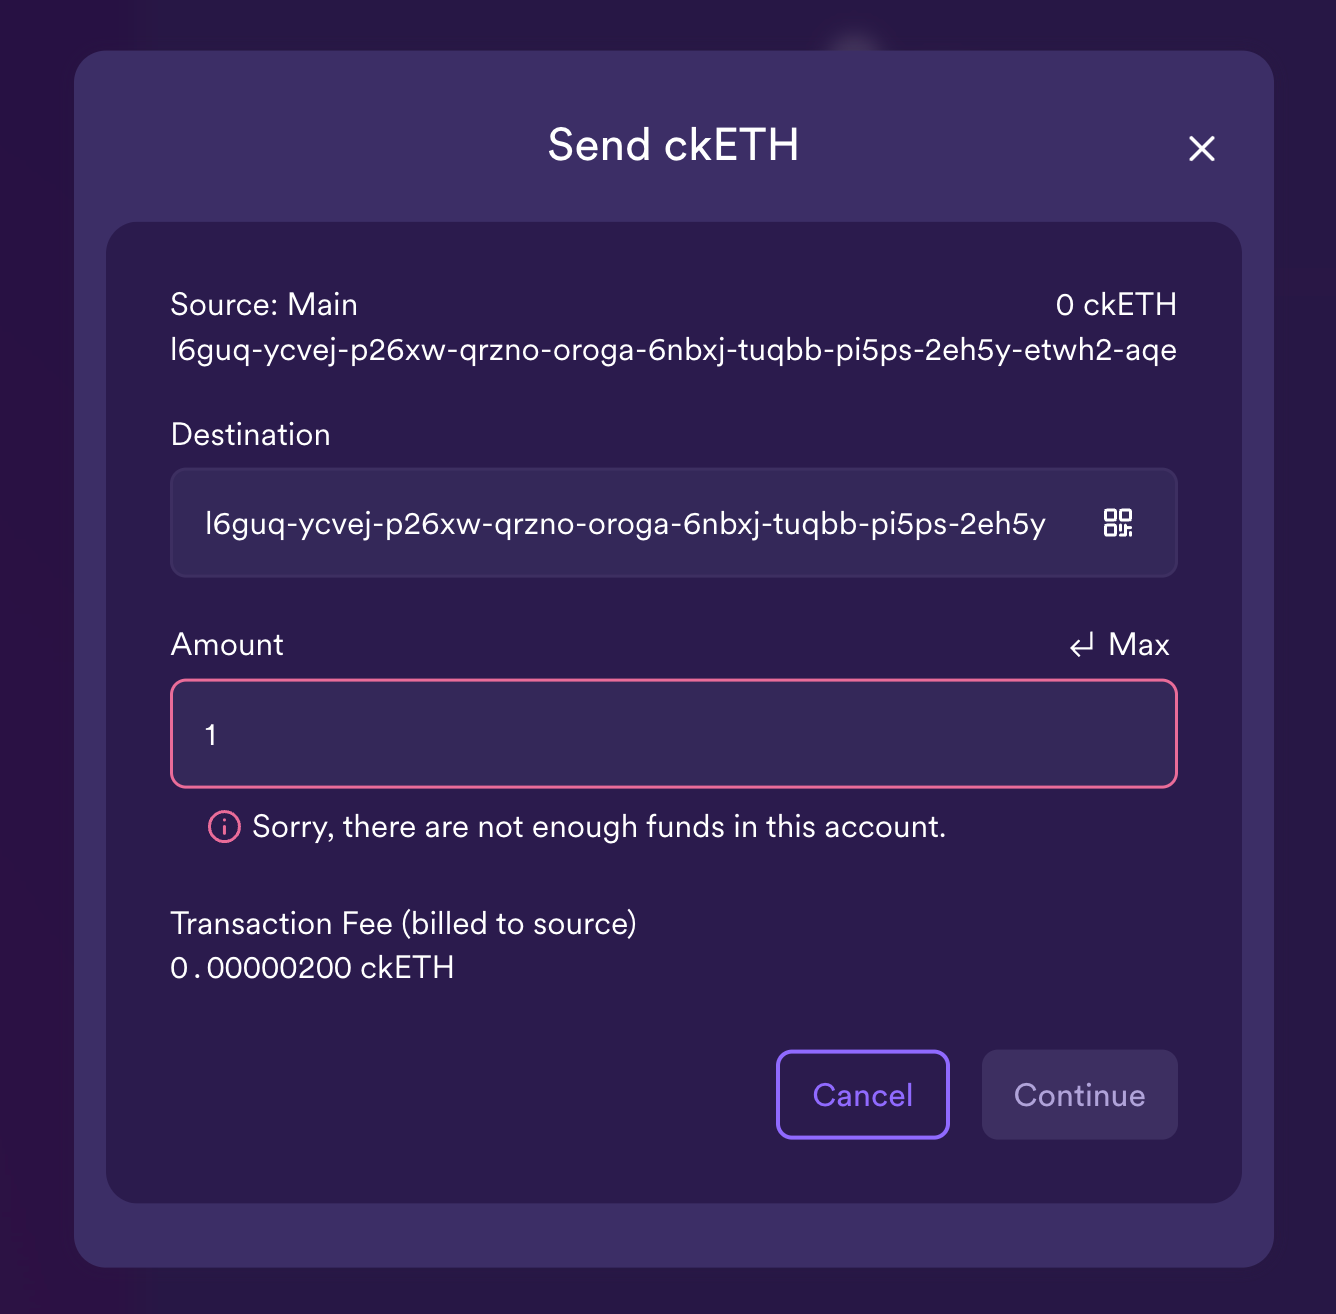 Send ckETH
Source: Main 0 ckETH
l6guq-ycvej-p26xw-qrzno-oroga-6nbxj-tuqbb-pi5ps-2eh5y-etwh2-aqe
Destination
l6guq-ycvej-p26xw-qrzno-oroga-6nbxj-tuqbb-pi5ps-2eh5y
Amount Max
1
Sorry, there are not enough funds in this account.
Transaction Fee (billed to source)
0.00000200 ckETH
Cancel Continue